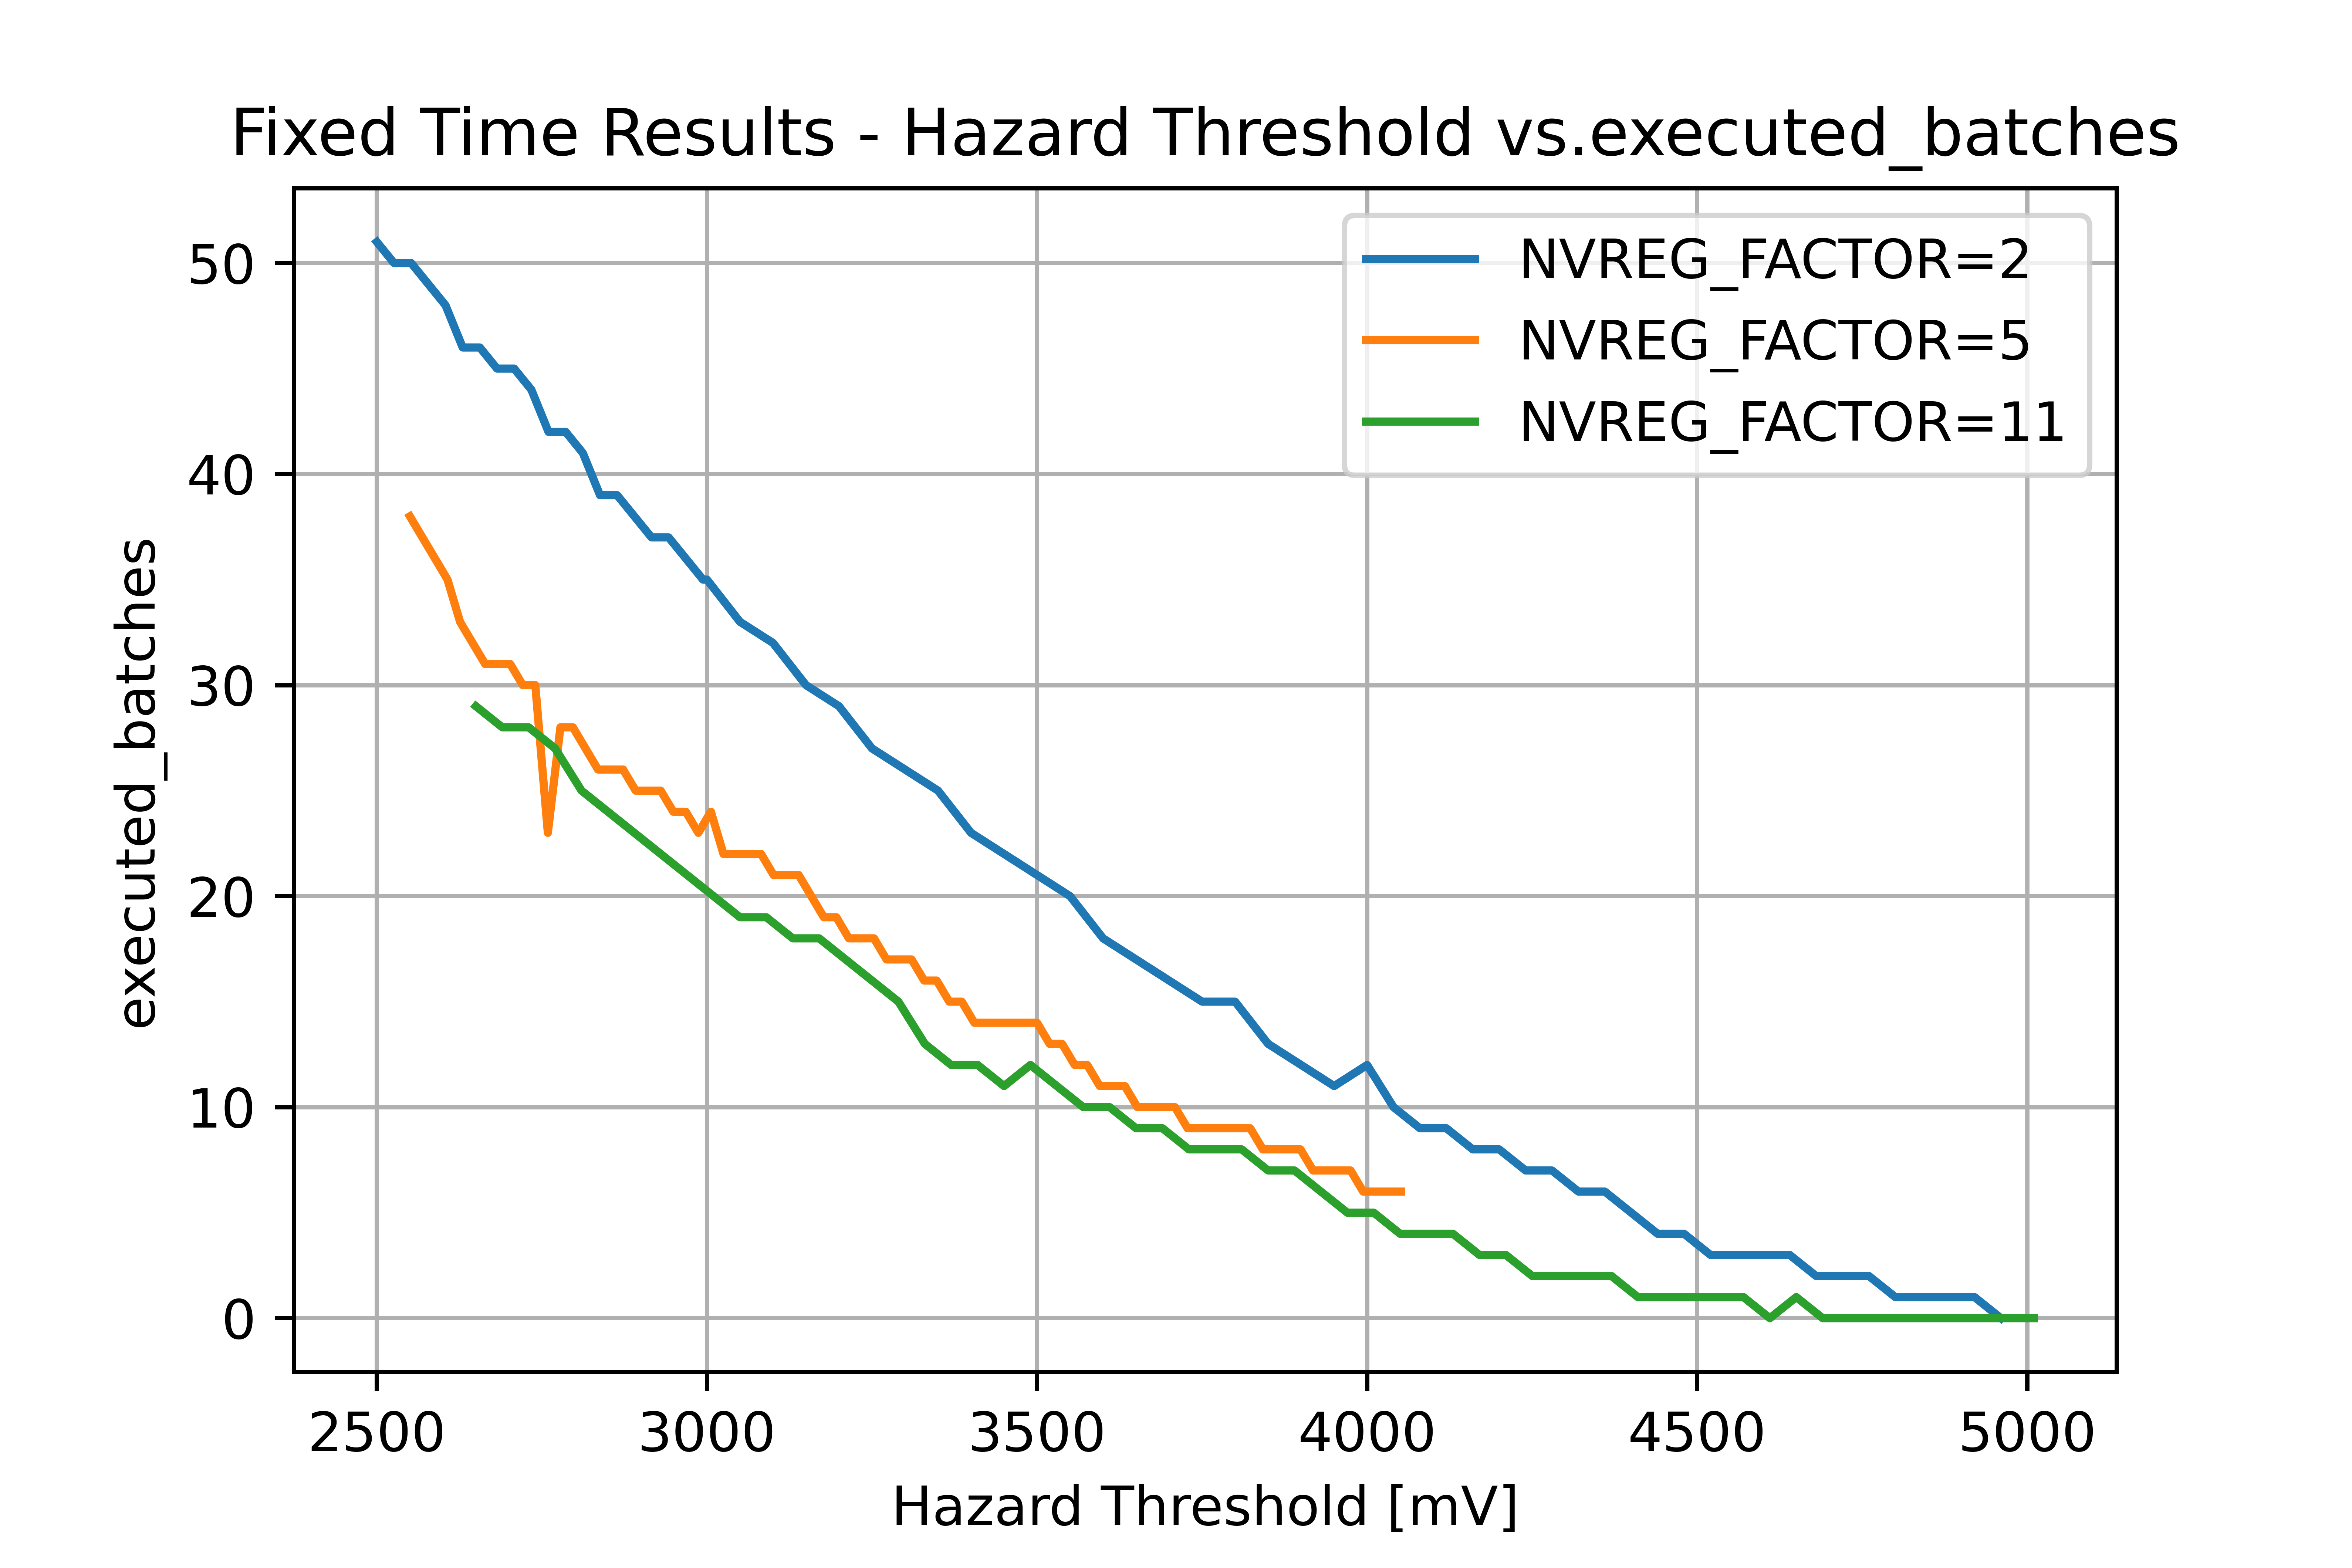 Fixed Time Results - Hazard Threshold vs.executed_batches
NVREG_FACTOR=2
NVREG_FACTOR=5
NVREG_FACTOR=11
executed_batches
50
40
30
20
10
0
2500 3000 3500 4000 4500 5000
Hazard Threshold [mV]